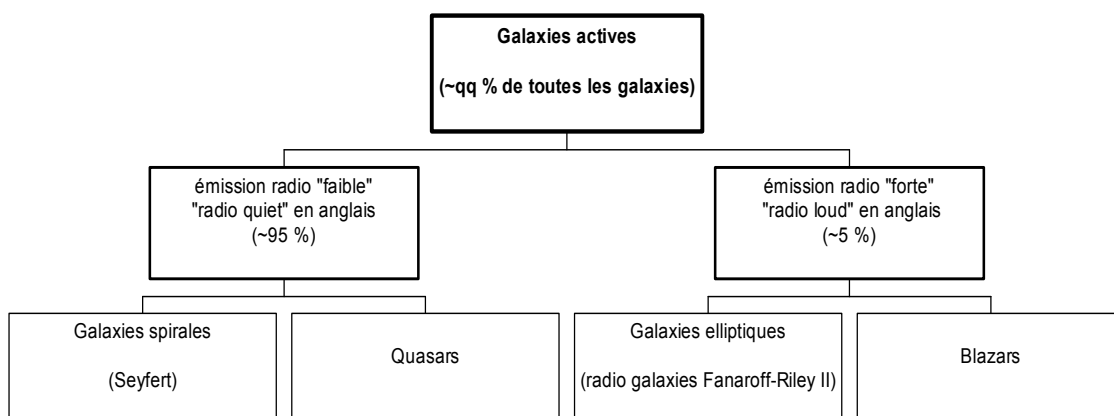 Galaxies actives
(~qq % de toutes les galaxies)
émission radio "faible"
"radio quiet" en anglais
(~95 %)
émission radio "forte"
"radio loud" en anglais
(~5 %)
Galaxies spirales
(Seyfert)
Quasars
Galaxies elliptiques
(radio galaxies Fanaroff-Riley II)
Blazars